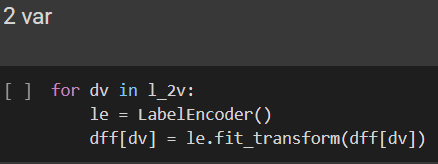 2 var
[ ] for dv in l_2v:
le = LabelEncoder()
dff[dv] = le.fit_transform(dff[dv])